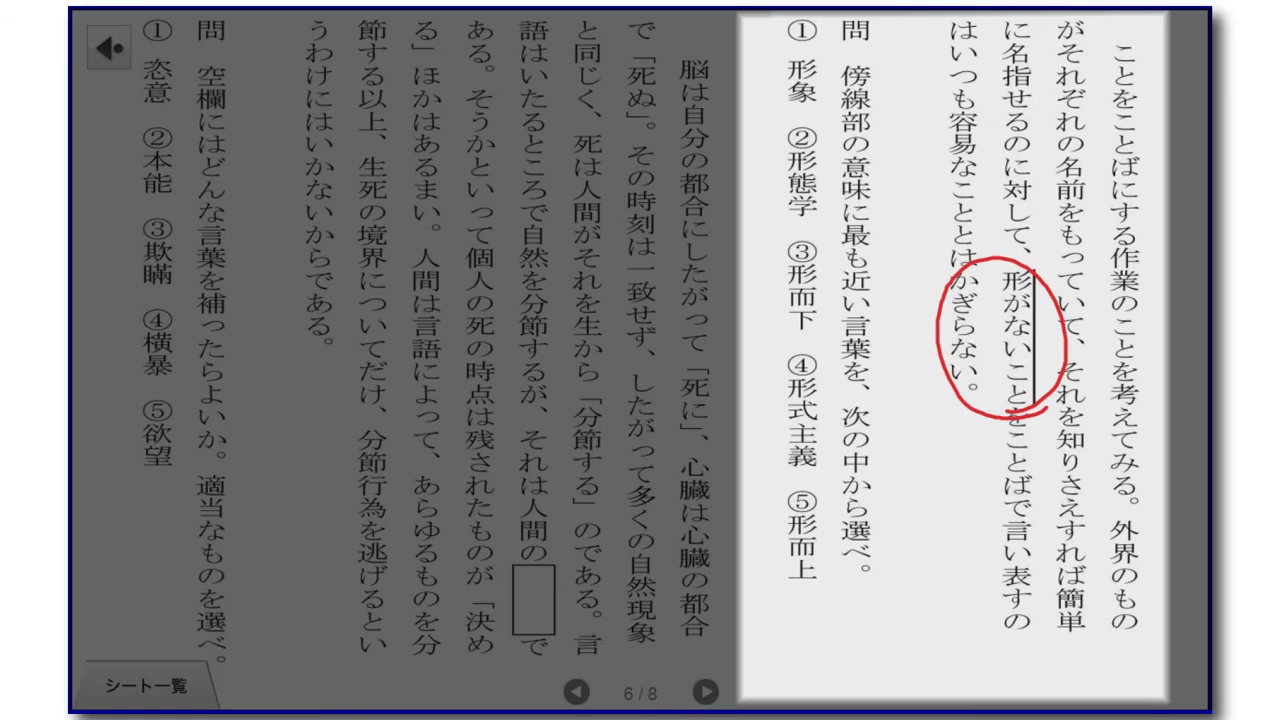 ことをことばにする作業のことを考えてみる。外界のもの
がそれぞれの名前をもっていて、それを知りさえすれば簡単
に名指せるのに対して、形がないことをことばで言い表すの
はいつも容易なこととはかぎらない。
問　傍線部の意味に最も近い言葉を、次の中から選べ。
①　形象　②形態学　③形而下　④形式主義　⑤形而上
脳は自分の都合にしたがって「死に」、心臓は心臓の都合
で「死ぬ」。その時刻は一致せず、したがって多くの自然現象
と同じく、死は人間がそれを生から「分節する」のである。言
語はいたるところで自然を分節するが、それは人間の　　で
ある。そうかといって個人の死の時点は残されたものが「決め
る」ほかはあるまい。人間は言語によって、あらゆるものを分
節する以上、生死の境界についてだけ、分節行為を逃げるとい
うわけにはいかないからである。
問　空欄にはどんな言葉を補ったらよいか。適当なものを選べ。
①　恣意　②本能　③欺瞞　④横暴　⑤欲望
シート一覧
6 / 8